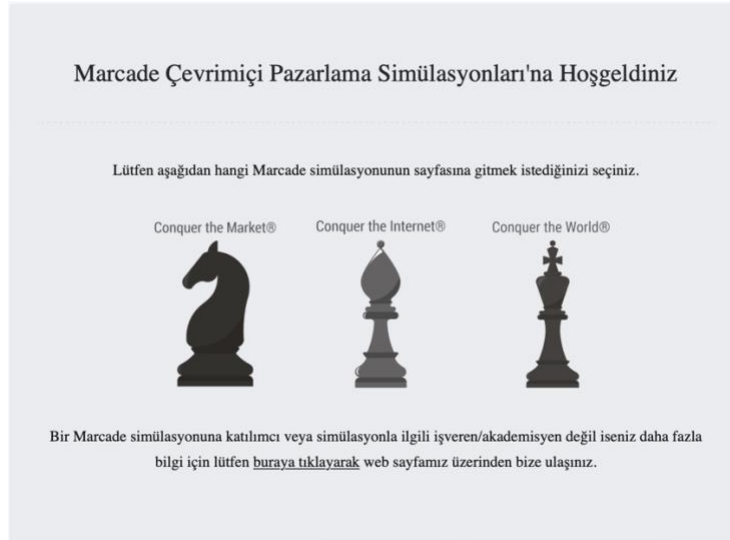 Marcade Çevrimiçi Pazarlama Simülasyonları'na Hoşgeldiniz
Lütfen aşağıdan hangi Marcade simülasyonunun sayfasına gitmek istediğinizi seçiniz.
Conquer the Market® Conquer the Internet® Conquer the World®
Bir Marcade simülasyonuna katılımcı veya simülasyonla ilgili işveren/akademisyen değil iseniz daha fazla
bilgi için lütfen buraya tıklayarak web sayfamız üzerinden bize ulaşınız.